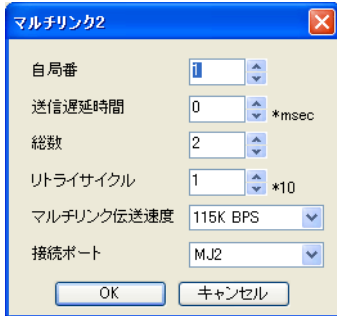 マルチリンク2
自局番 1
送信遅延時間 0 *msec
総数 2
リトライサイクル 1 *10
マルチリンク伝送速度 115K BPS
接続ポート MJ2
OK キャンセル